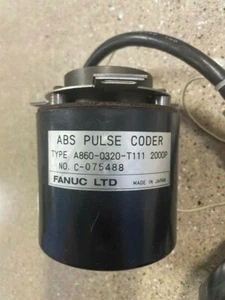 ABS PULSE CODER
TYPE A860-0320-T111 2000P
NO. C-075488
FANUC LTD MADE IN JAPAN